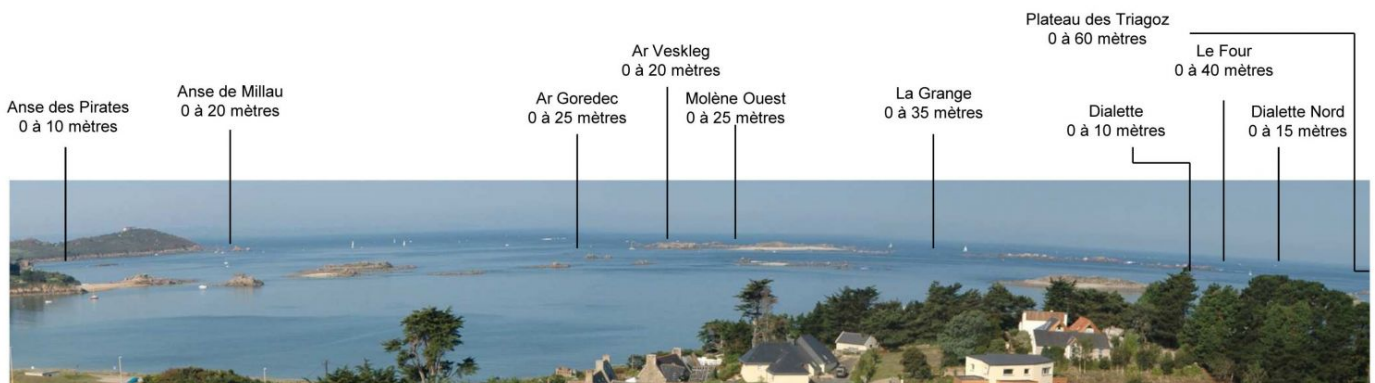 Plateau des Triagoz
0 à 60 mètres
Ar Veskleg
0 à 20 mètres
Le Four
0 à 40 mètres
Anse des Pirates
0 à 10 mètres
Anse de Millau
0 à 20 mètres
Ar Goredec
0 à 25 mètres
Molène Ouest
0 à 25 mètres
La Grange
0 à 35 mètres
Dialette
0 à 10 mètres
Dialette Nord
0 à 15 mètres